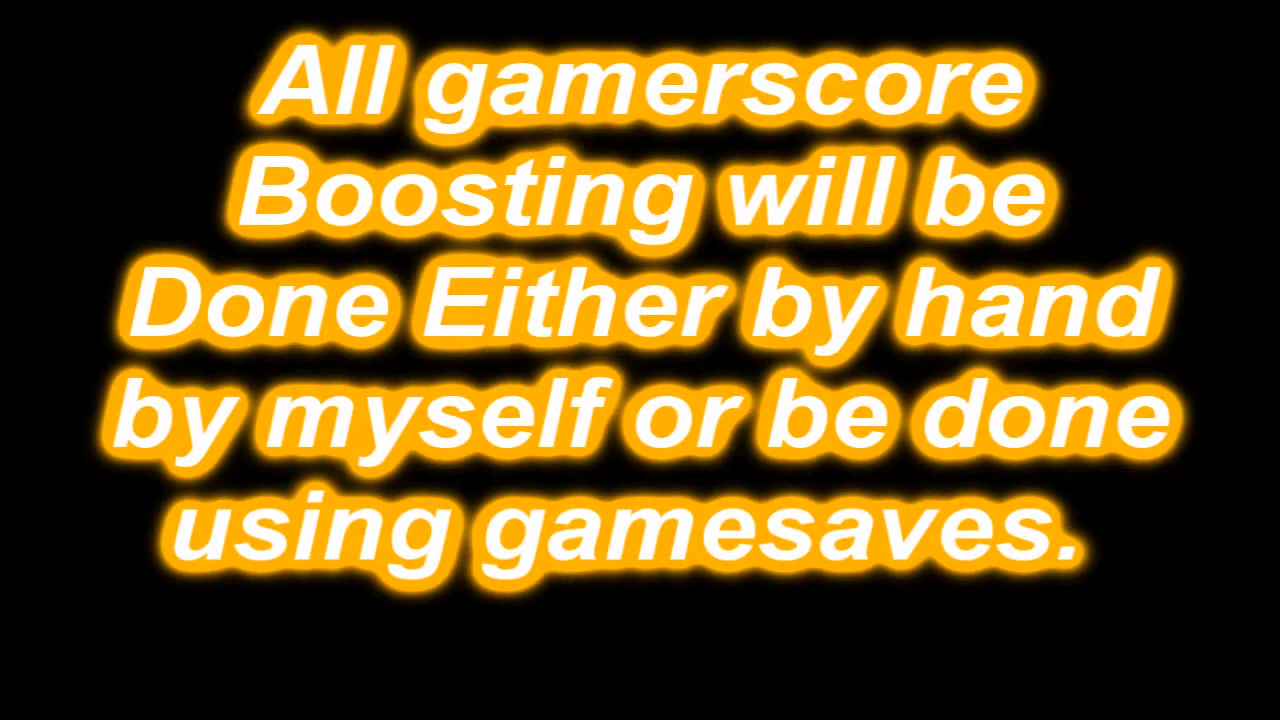 All gamerscore
Boosting will be
Done Either by hand
by myself or be done
using gamesaves.